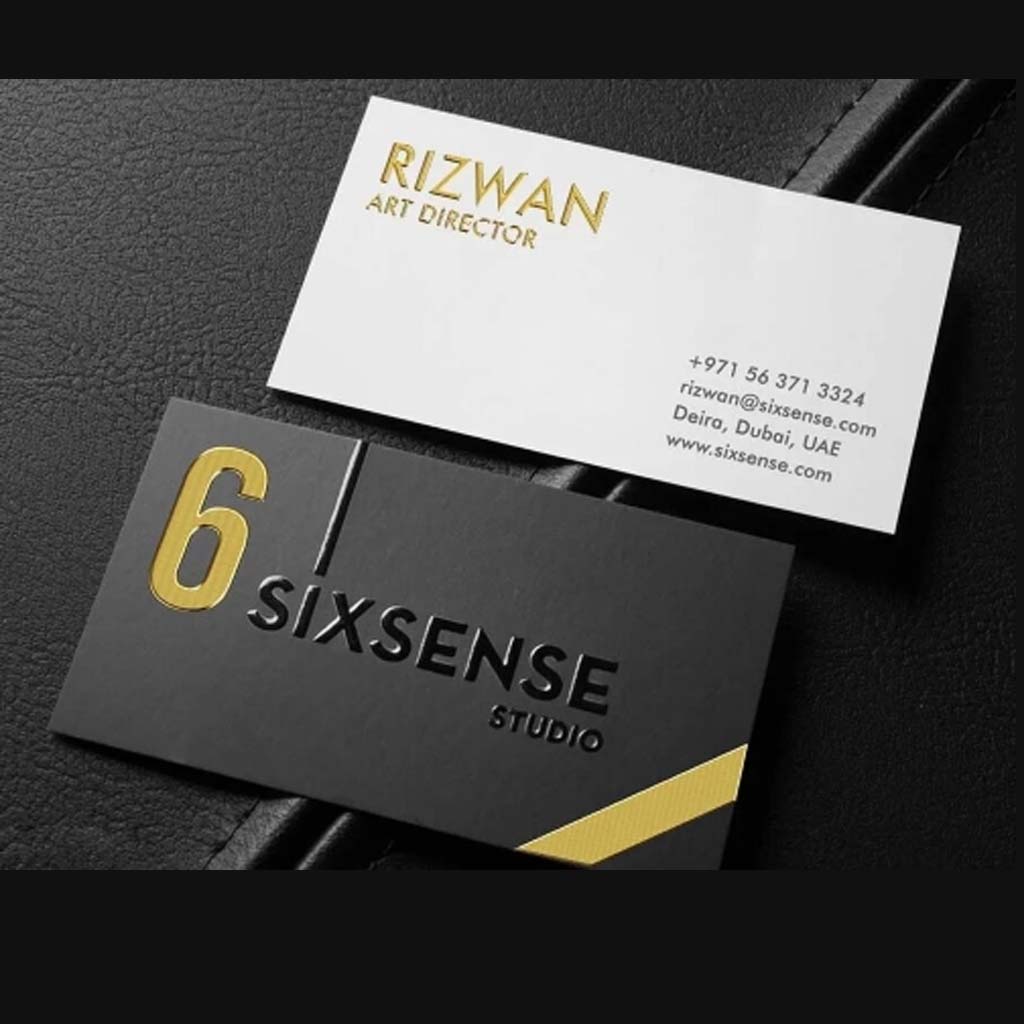 RIZWAN
ART DIRECTOR
+971 56 371 3324
rizwan@sixsense.com
Deira, Dubai, UAE
www.sixsense.com
6
SIXSENSE
STUDIO